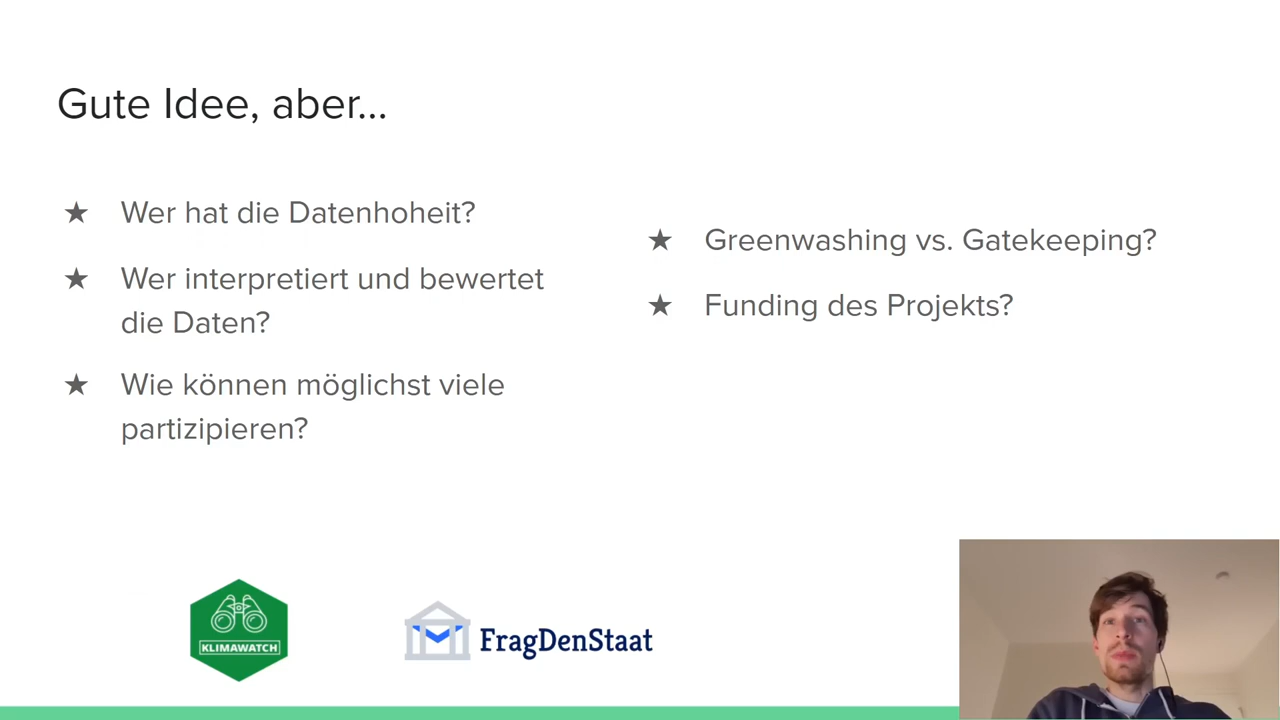 Gute Idee, aber...
★ Wer hat die Datenhoheit?
★ Wer interpretiert und bewertet
die Daten?
★ Wie können möglichst viele
partizipieren?
★ Greenwashing vs. Gatekeeping?
★ Funding des Projekts?
KLIMAWATCH
FragDenStaat